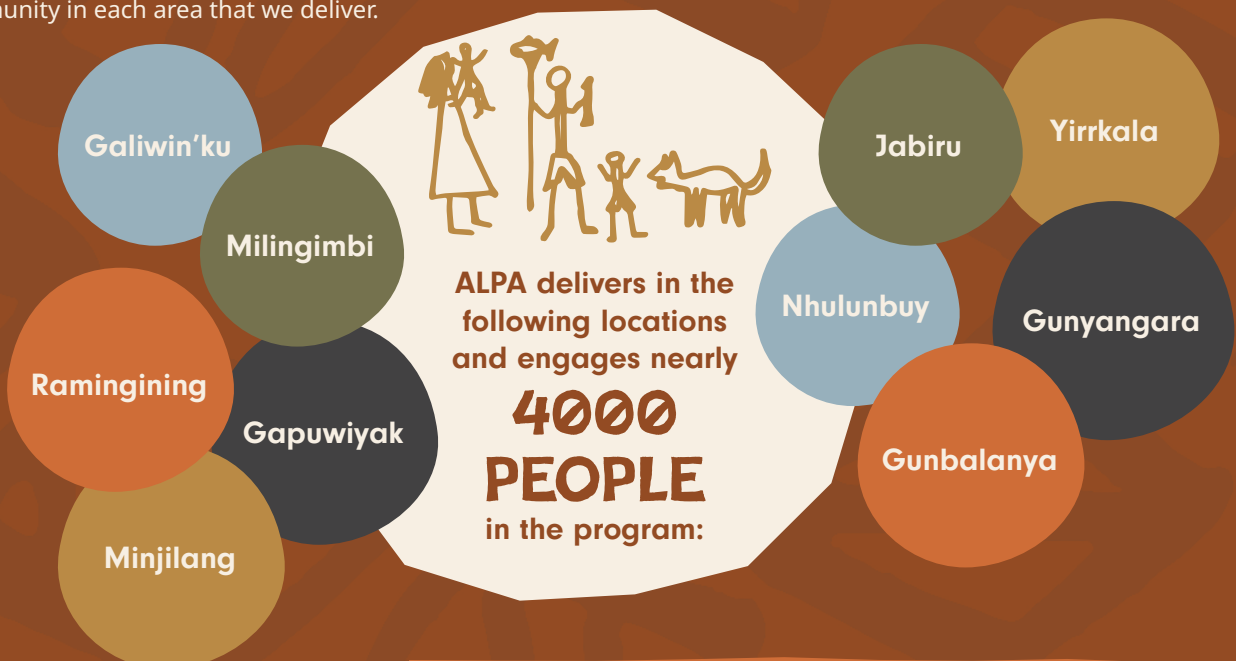 munity in each area that we deliver.
Galiwin’ku
Milingimbi
Ramingining
Gapuwiyak
Minjilang
ALPA delivers in the
following locations
and engages nearly
4000
PEOPLE
in the program:
Jabiru
Yirrkala
Nhulunbuy
Gunyangara
Gunbalanya